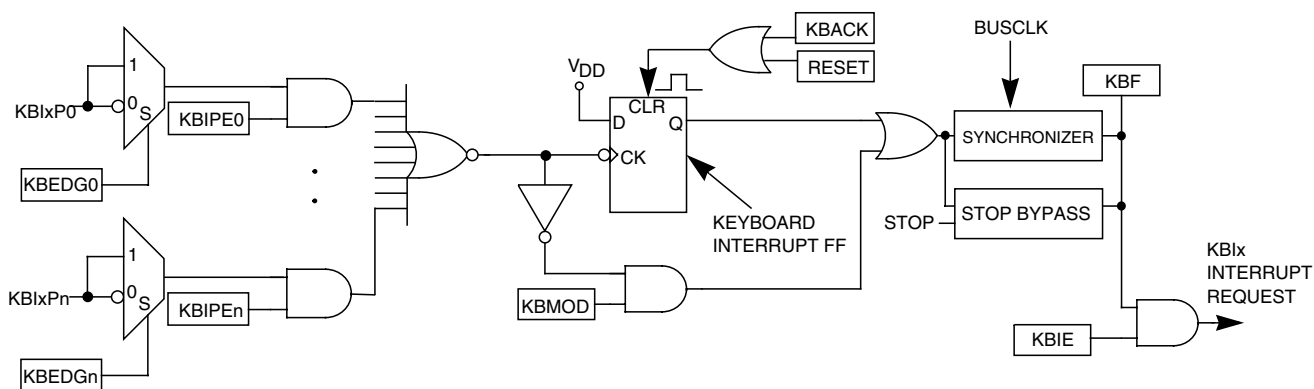 KBACK
RESET
BUSCLK
VDD
KBF
1
KBIxP0
0
S
KBIPE0
CLR
D
Q
SYNCHRONIZER
CK
KBEDG0
STOP BYPASS
STOP
KEYBOARD
INTERRUPT FF
1
KBIxPn
0
S
KBIPEn
KBMOD
KBIx
INTERRUPT
REQUEST
KBIE
KBEDGn